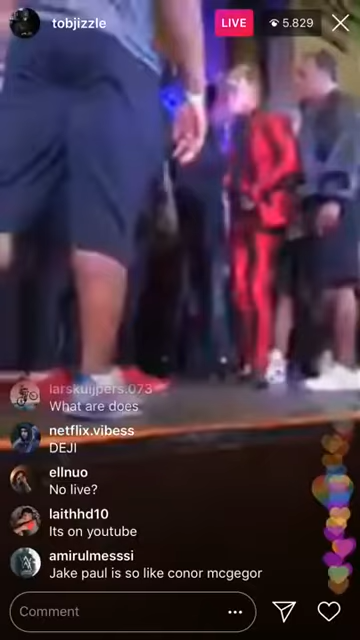 tobjizzle
LIVE
5.829
larskuijpers.073
What are does
netflix.vibess
DEJI
ellnuo
No live?
laithhd10
Its on youtube
amirulmesssi
Jake paul is so like conor mcgegor
Comment